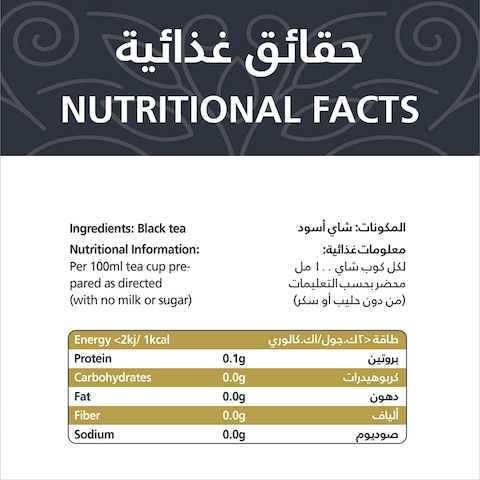 حقائق غذائية
NUTRITIONAL FACTS
Ingredients: Black tea
Nutritional Information:
Per 100ml tea cup pre-
pared as directed
(with no milk or sugar)
المكونات: شاي أسود
معلومات غذائية:
لكل كوب شاي ١٠٠ مل
محضر بحسب التعليمات
(من دون حليب أو سكر)
Energy <2kj/ 1kcal طاقة <٢ك.جول/١ك.كالوري
Protein 0.1g بروتين
Carbohydrates 0.0g كربوهيدرات
Fat 0.0g دهون
Fiber 0.0g ألياف
Sodium 0.0g صوديوم